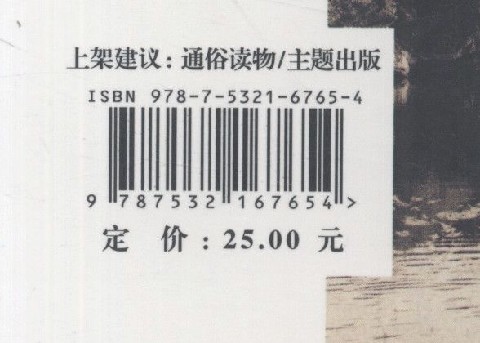 上架建议：通俗读物/主题出版
ISBN 978-7-5321-6765-4
9 787532 167654 >
定 价：25.00 元